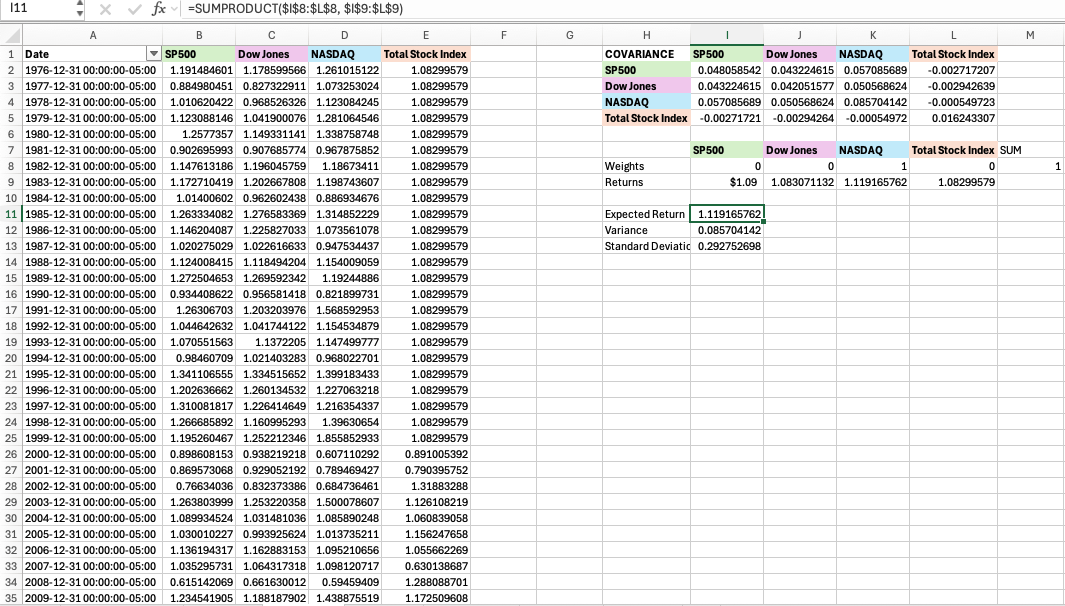 I11 fx =SUMPRODUCT($I$8:$L$8, $I$9:$L$9)
A B C D E F G H I J K L M
1 Date SP500 Dow Jones NASDAQ Total Stock Index COVARIANCE SP500 Dow Jones NASDAQ Total Stock Index
2 1976-12-31 00:00:00-05:00 1.191484601 1.178599566 1.261015122 1.08299579 SP500 0.048058542 0.043224615 0.057085689 -0.002717207
3 1977-12-31 00:00:00-05:00 0.884980451 0.827322911 1.073253024 1.08299579 Dow Jones 0.043224615 0.042051577 0.050568624 -0.002942639
4 1978-12-31 00:00:00-05:00 1.010620422 0.968526326 1.123084245 1.08299579 NASDAQ 0.057085689 0.050568624 0.085704142 -0.000549723
5 1979-12-31 00:00:00-05:00 1.123088146 1.041900076 1.281064546 1.08299579 Total Stock Index -0.00271721 -0.00294264 -0.00054972 0.016243307
6 1980-12-31 00:00:00-05:00 1.2577357 1.149331141 1.338758748 1.08299579
7 1981-12-31 00:00:00-05:00 0.902695993 0.907685774 0.967875852 1.08299579 SP500 Dow Jones NASDAQ Total Stock Index SUM
8 1982-12-31 00:00:00-05:00 1.147613186 1.196045759 1.18673411 1.08299579 Weights 0 0 1 0 1
9 1983-12-31 00:00:00-05:00 1.172710419 1.202667808 1.198743607 1.08299579 Returns $1.09 1.083071132 1.119165762 1.08299579
10 1984-12-31 00:00:00-05:00 1.01400602 0.962602438 0.886934676 1.08299579
11 1985-12-31 00:00:00-05:00 1.263334082 1.276583369 1.314852229 1.08299579 Expected Return 1.119165762
12 1986-12-31 00:00:00-05:00 1.146204087 1.225827033 1.073561078 1.08299579 Variance 0.085704142
13 1987-12-31 00:00:00-05:00 1.020275029 1.022616633 0.947534437 1.08299579 Standard Deviatic 0.292752698
14 1988-12-31 00:00:00-05:00 1.124008415 1.118494204 1.154009059 1.08299579
15 1989-12-31 00:00:00-05:00 1.272504653 1.269592342 1.19244886 1.08299579
16 1990-12-31 00:00:00-05:00 0.934408622 0.956581418 0.821899731 1.08299579
17 1991-12-31 00:00:00-05:00 1.26306703 1.203203976 1.568592953 1.08299579
18 1992-12-31 00:00:00-05:00 1.044642632 1.041744122 1.154534879 1.08299579
19 1993-12-31 00:00:00-05:00 1.070551563 1.1372205 1.147499777 1.08299579
20 1994-12-31 00:00:00-05:00 0.98460709 1.021403283 0.968022701 1.08299579
21 1995-12-31 00:00:00-05:00 1.341106555 1.334515652 1.399183433 1.08299579
22 1996-12-31 00:00:00-05:00 1.202636662 1.260134532 1.227063218 1.08299579
23 1997-12-31 00:00:00-05:00 1.310081817 1.226414649 1.216354337 1.08299579
24 1998-12-31 00:00:00-05:00 1.266685892 1.160995293 1.39630654 1.08299579
25 1999-12-31 00:00:00-05:00 1.195260467 1.252212346 1.855852933 1.08299579
26 2000-12-31 00:00:00-05:00 0.898608153 0.938219218 0.607110292 0.891005392
27 2001-12-31 00:00:00-05:00 0.869573068 0.929052192 0.789469427 0.790395752
28 2002-12-31 00:00:00-05:00 0.76634036 0.832373386 0.684736461 1.31883288
29 2003-12-31 00:00:00-05:00 1.263803999 1.253220358 1.500078607 1.126108219
30 2004-12-31 00:00:00-05:00 1.089934524 1.031481036 1.085890248 1.060839058
31 2005-12-31 00:00:00-05:00 1.030010227 0.993925624 1.013735211 1.156247658
32 2006-12-31 00:00:00-05:00 1.136194317 1.162883153 1.095210656 1.055662269
33 2007-12-31 00:00:00-05:00 1.035295731 1.064317318 1.098120717 0.630138687
34 2008-12-31 00:00:00-05:00 0.615142069 0.661630012 0.59459409 1.288088701
35 2009-12-31 00:00:00-05:00 1.234541905 1.188187902 1.438875519 1.172509608